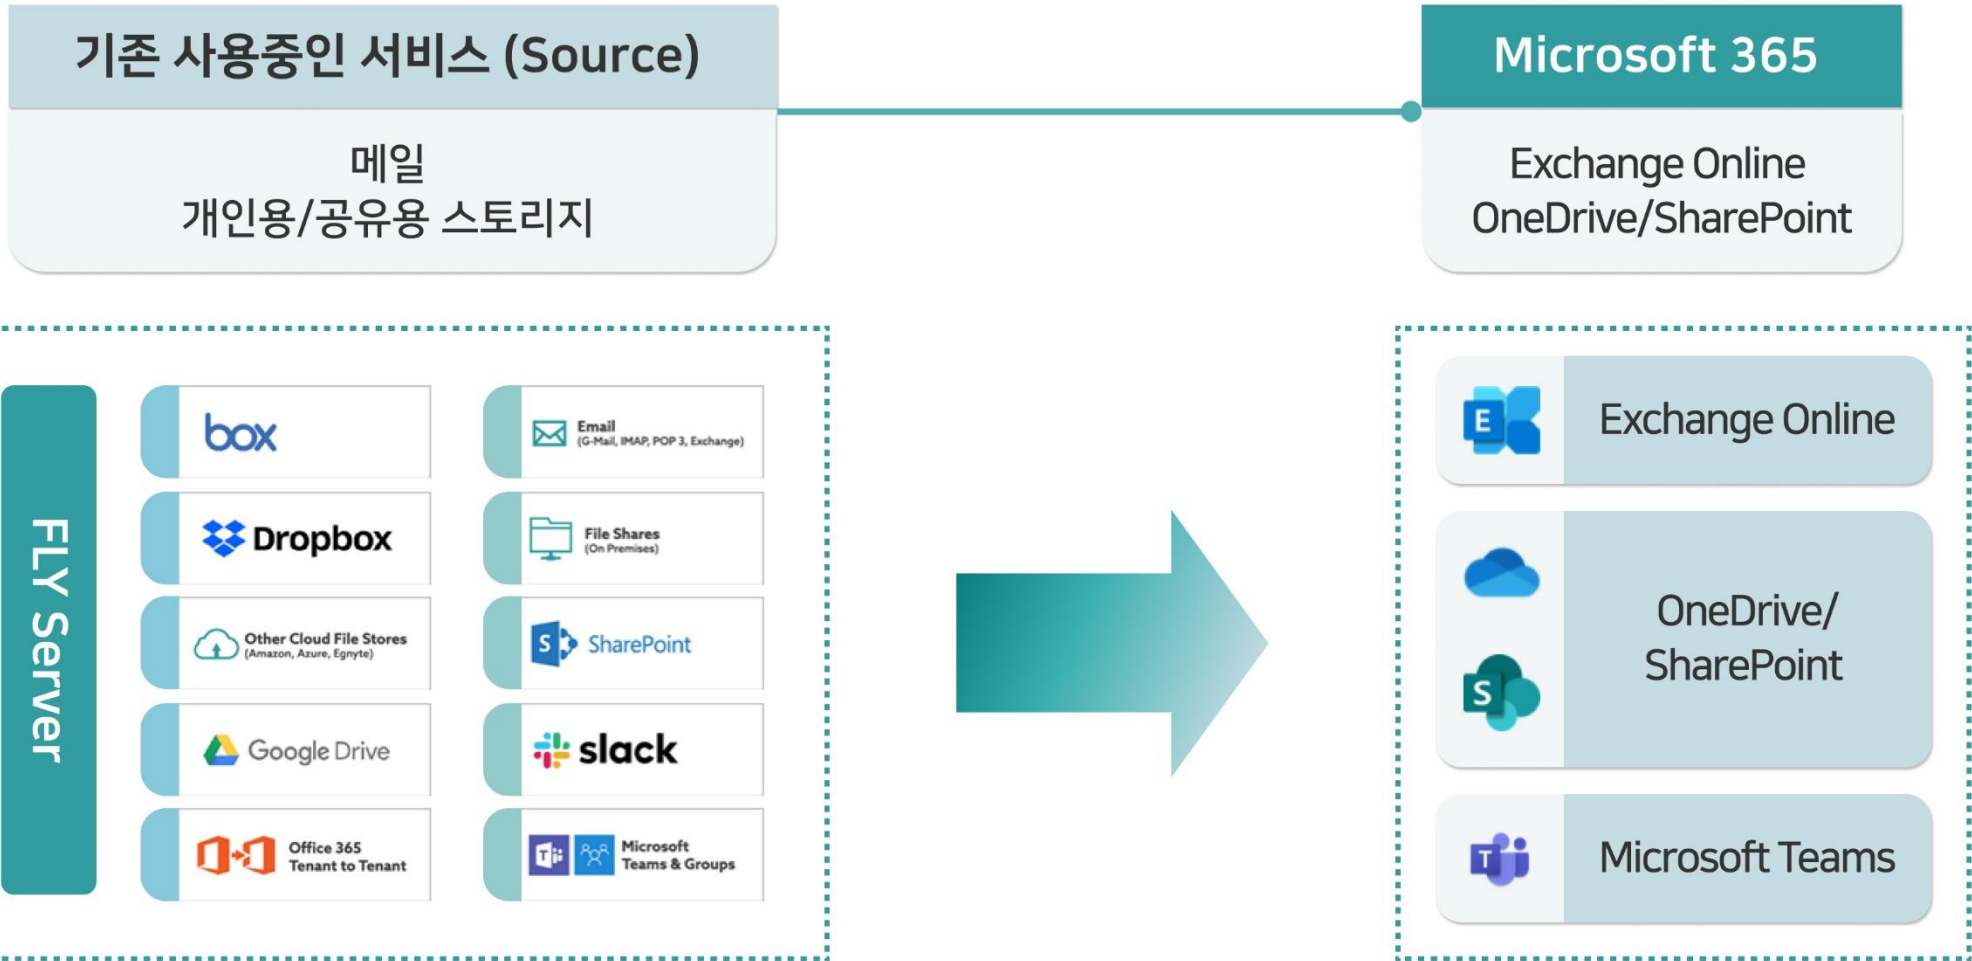 기존 사용중인 서비스 (Source)
메일
개인용/공유용 스토리지
Microsoft 365
Exchange Online
OneDrive/SharePoint
FLY Server
box
Dropbox
Other Cloud File Stores
(Amazon, Azure, Egnyte)
Google Drive
Office 365
Tenant to Tenant
Email
(G-Mail, IMAP, POP 3, Exchange)
File Shares
(On Premises)
S
SharePoint
slack
T
Microsoft
Teams & Groups
E
Exchange Online
S
OneDrive/
SharePoint
T
Microsoft Teams